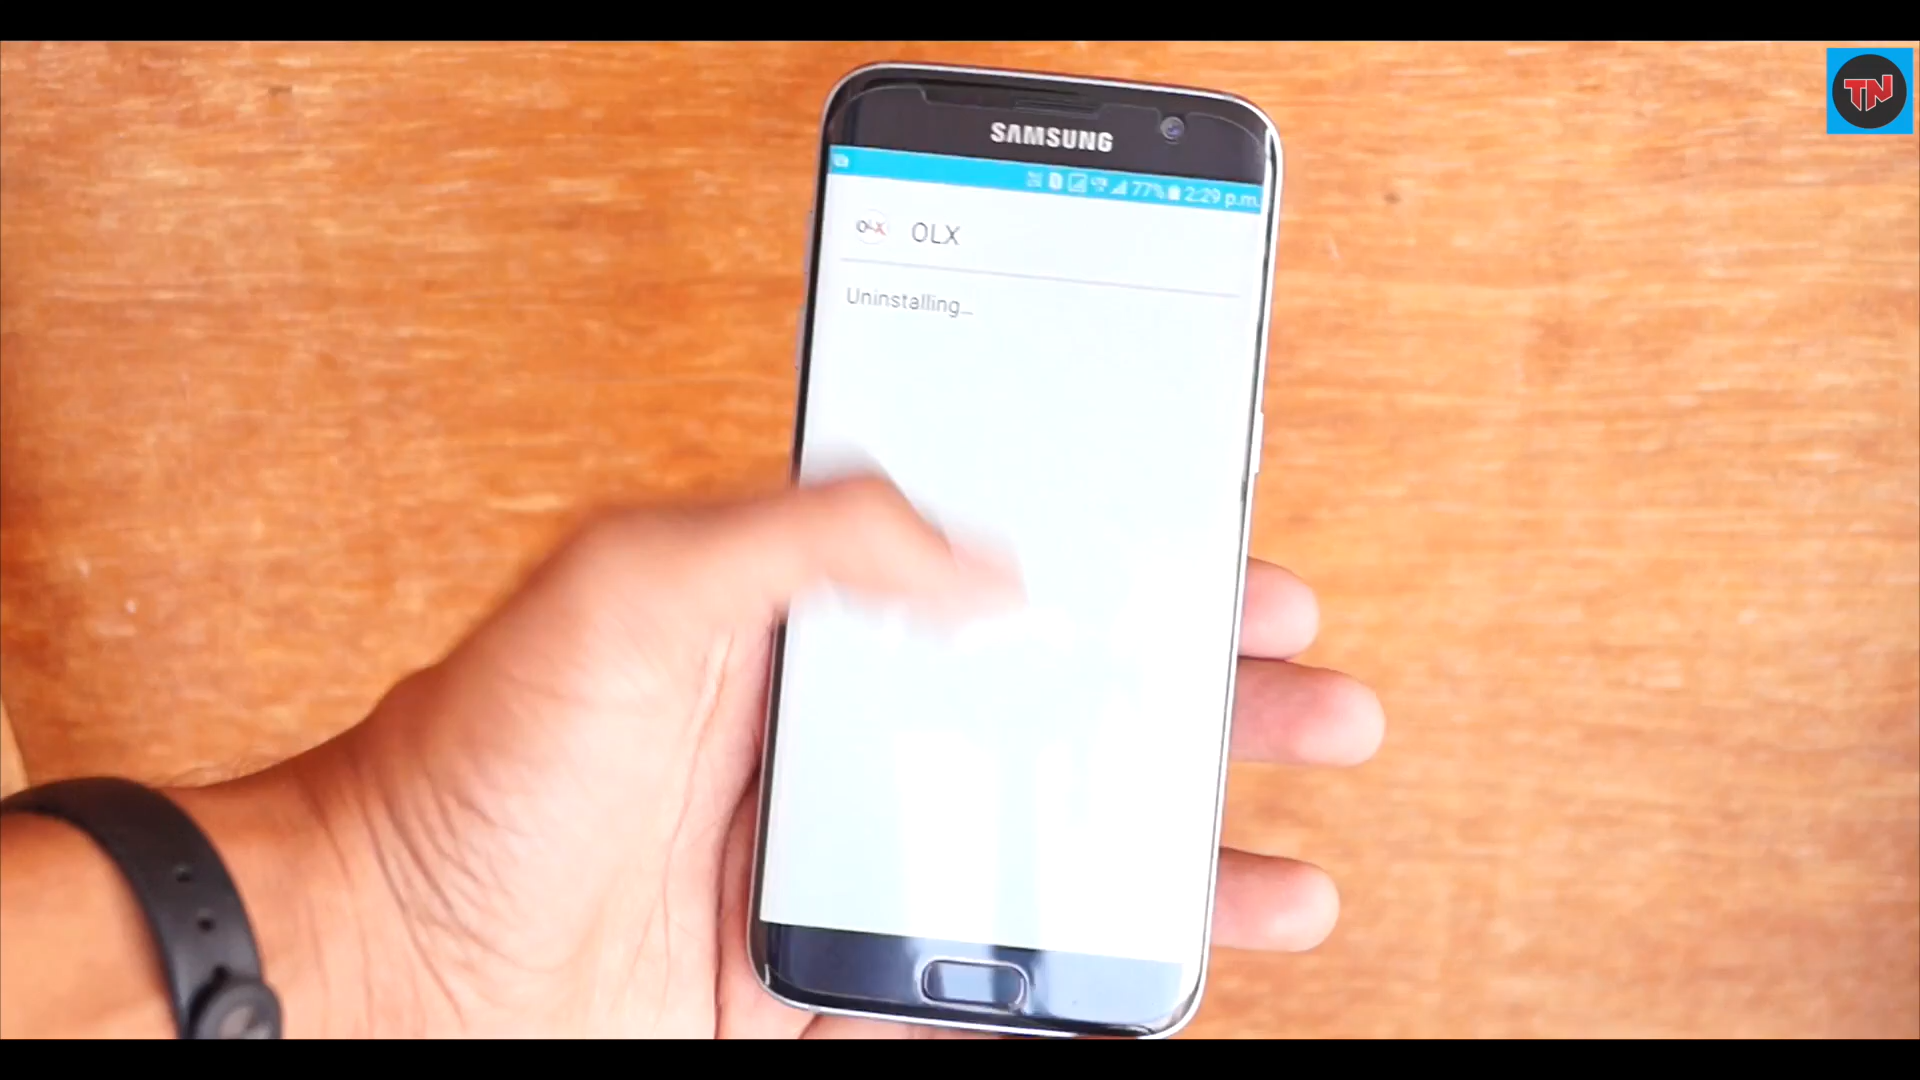 TN
SAMSUNG
77% 2:29 p.m.
OLX OLX
Uninstalling...